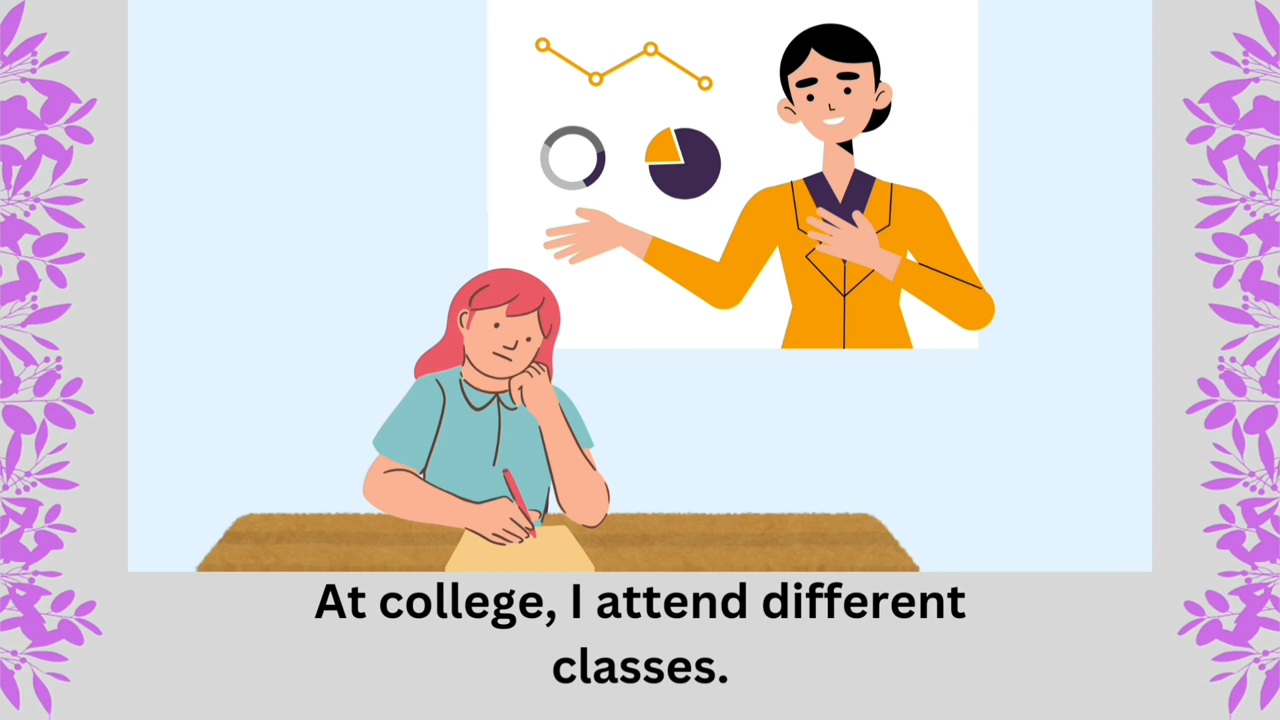 At college, I attend different
classes.